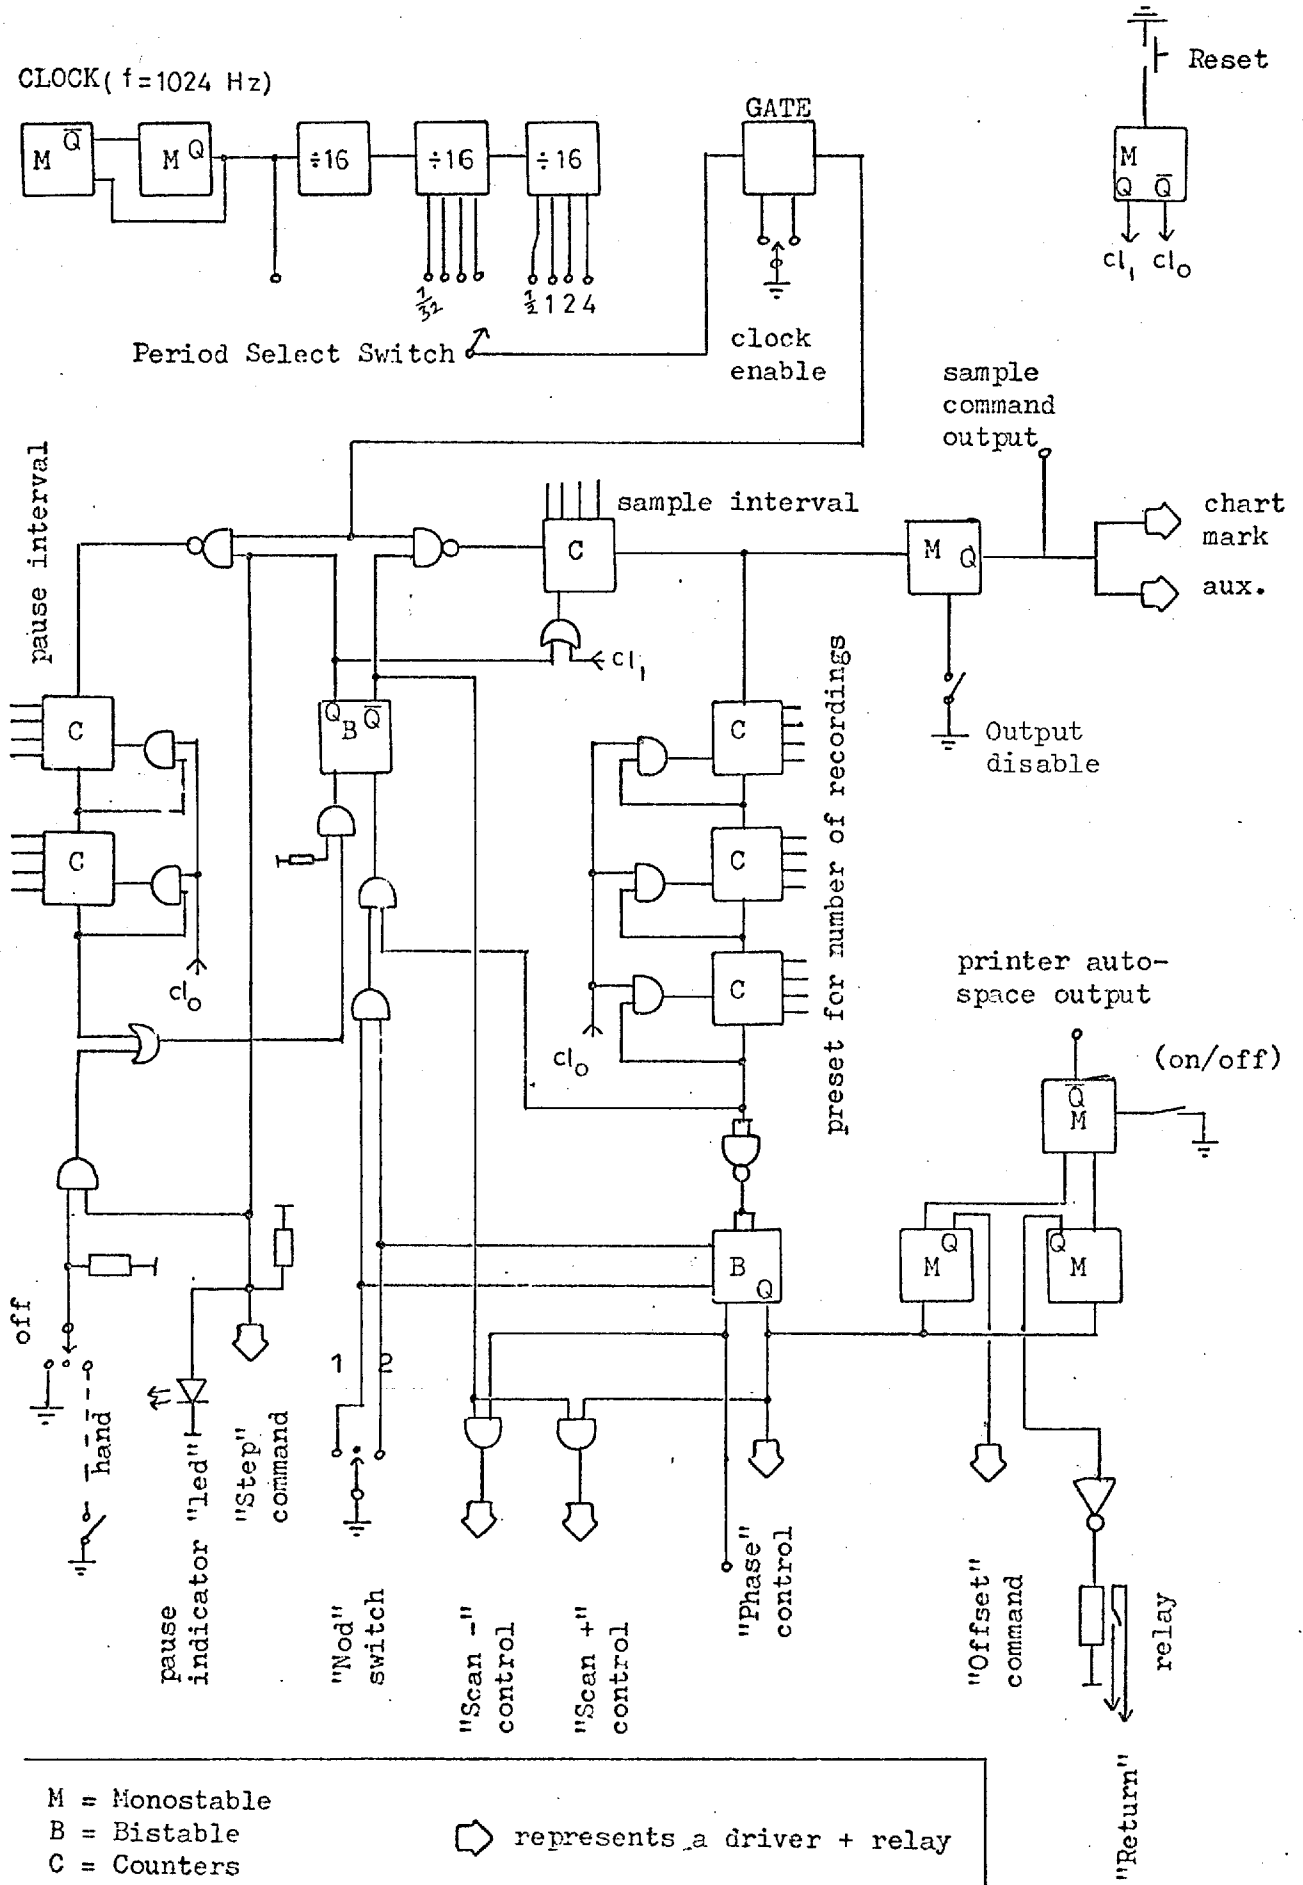 CLOCK( f=1024 Hz)
GATE
Reset
M Q̅
M Q
÷16
÷16
÷16
M
Q Q̅
cl₁ cl₀
1/32
1/2 1 2 4
Period Select Switch
clock
enable
sample
command
output
pause interval
sample interval
C
M Q
chart
mark
aux.
cl₁
Q Q̅
B
C
C
cl₀
C
C
C
cl₀
preset for number of recordings
Output
disable
printer auto-
space output
(on/off)
Q̅
M
Q
M
Q
M
B
Q
off
hand
1 2
pause
indicator "led"
"Step"
command
"Nod"
switch
"Scan -"
control
"Scan +"
control
"Phase"
control
"Offset"
command
relay
"Return"
M = Monostable
B = Bistable
C = Counters
represents a driver + relay